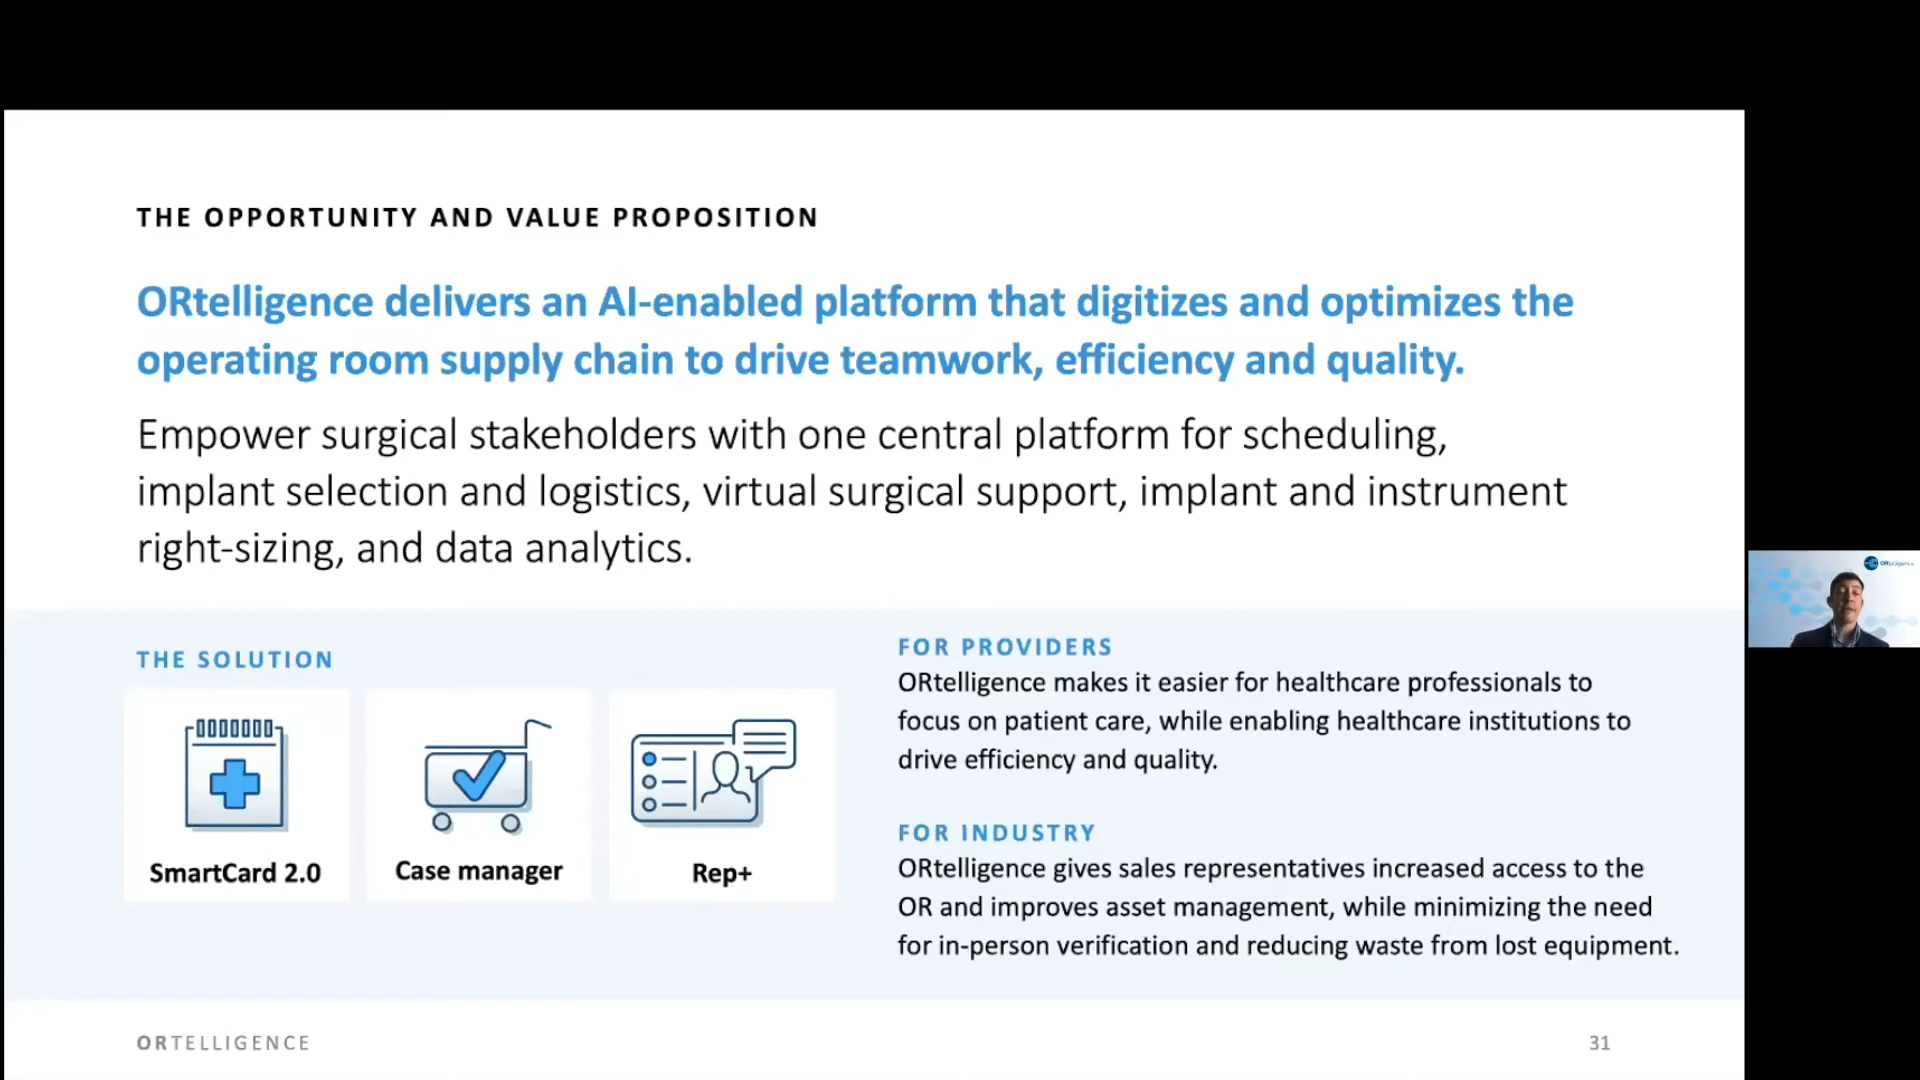 THE OPPORTUNITY AND VALUE PROPOSITION
ORtelligence delivers an AI-enabled platform that digitizes and optimizes the
operating room supply chain to drive teamwork, efficiency and quality.
Empower surgical stakeholders with one central platform for scheduling,
implant selection and logistics, virtual surgical support, implant and instrument
right-sizing, and data analytics.
THE SOLUTION
SmartCard 2.0
Case manager
Rep+
FOR PROVIDERS
ORtelligence makes it easier for healthcare professionals to
focus on patient care, while enabling healthcare institutions to
drive efficiency and quality.
FOR INDUSTRY
ORtelligence gives sales representatives increased access to the
OR and improves asset management, while minimizing the need
for in-person verification and reducing waste from lost equipment.
ORTELLIGENCE
31
ORtelligence